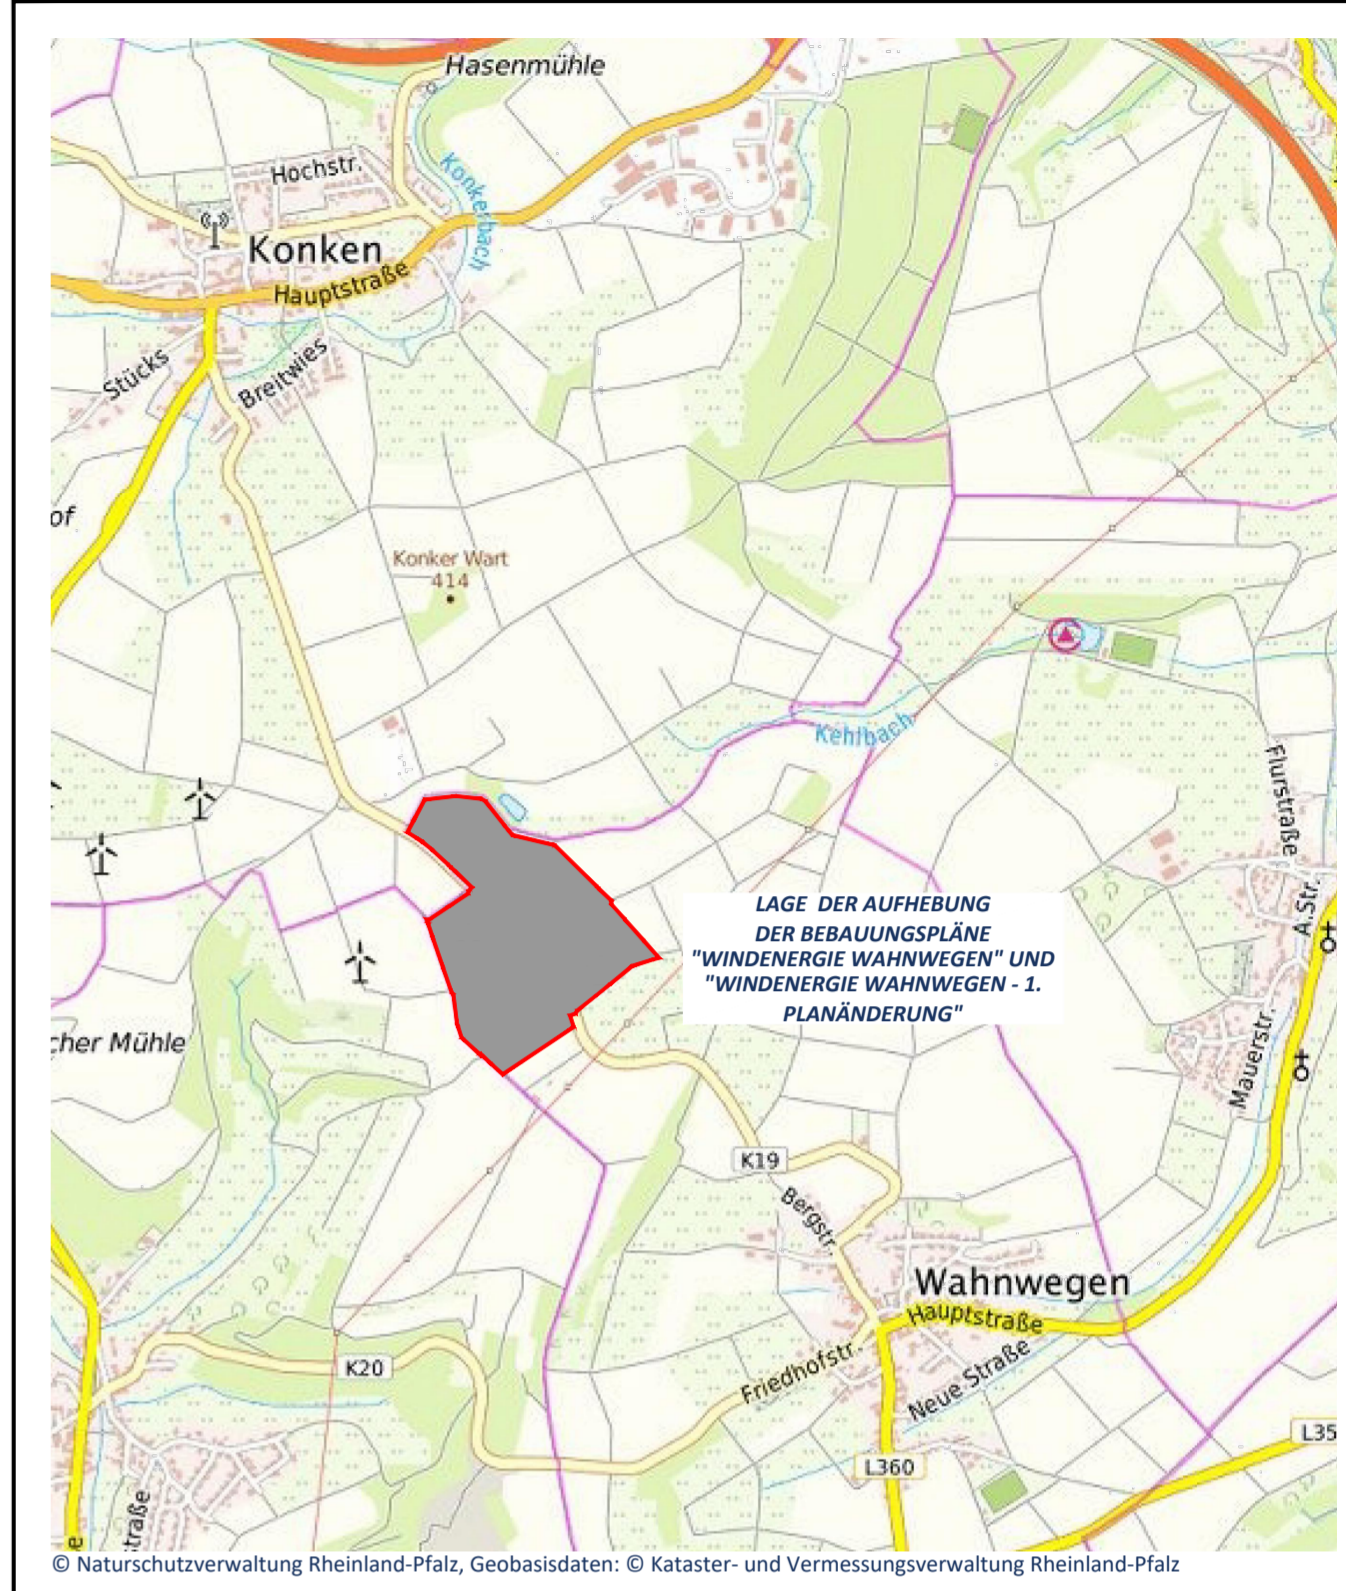 Hasenmühle
Hochstr.
Konkerbach
Konken
Hauptstraße
Stücks
Breitwies
of
Konker Wart
414
Kehlbach
Flurstraße
A.Str.
LAGE DER AUFHEBUNG
DER BEBAUUNGSPLÄNE
"WINDENERGIE WAHNWEGEN" UND
"WINDENERGIE WAHNWEGEN - 1.
PLANÄNDERUNG"
cher Mühle
Mauerstr.
K19
Bergstr.
Wahnwegen
Hauptstraße
K20
Friedhofstr.
Neue Straße
L35
L360
straße
e
© Naturschutzverwaltung Rheinland-Pfalz, Geobasisdaten: © Kataster- und Vermessungsverwaltung Rheinland-Pfalz